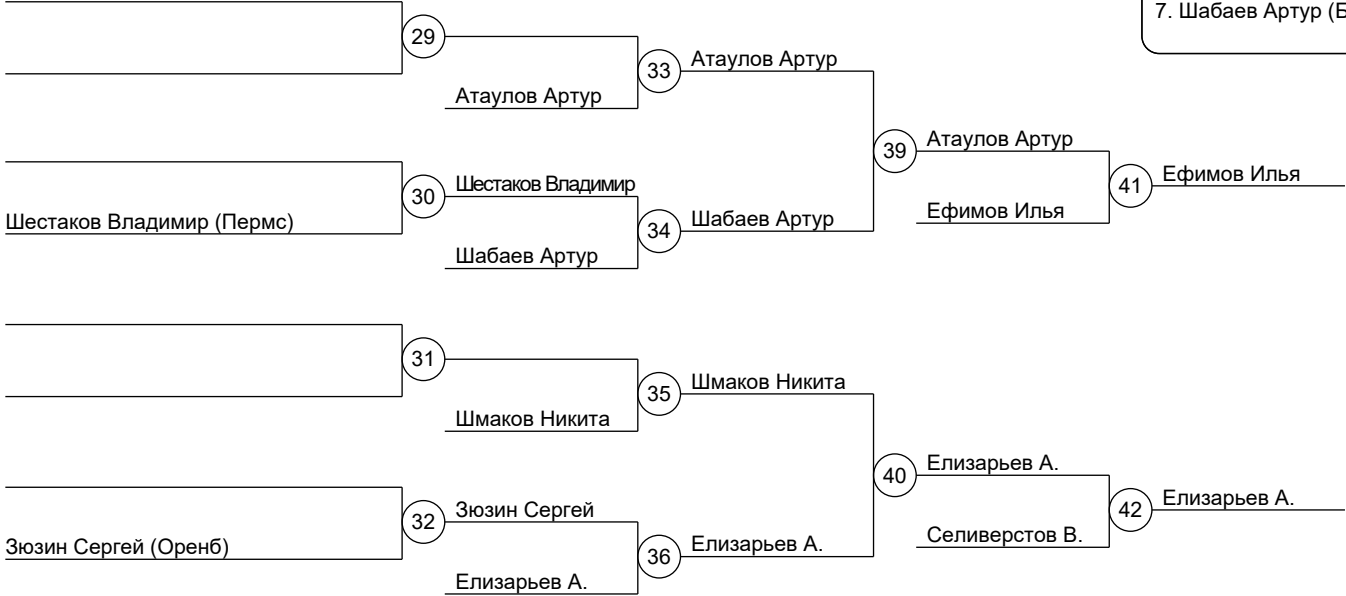 7. Шабаев Артур (Б
29
Атаулов Артур
33
Атаулов Артур
39
Атаулов Артур
41
Ефимов Илья
Ефимов Илья
Шестаков Владимир (Пермс)
30
Шестаков Владимир
34
Шабаев Артур
Шабаев Артур
31
Шмаков Никита
35
Шмаков Никита
40
Елизарьев А.
42
Елизарьев А.
Селиверстов В.
Зюзин Сергей (Оренб)
32
Зюзин Сергей
36
Елизарьев А.
Елизарьев А.